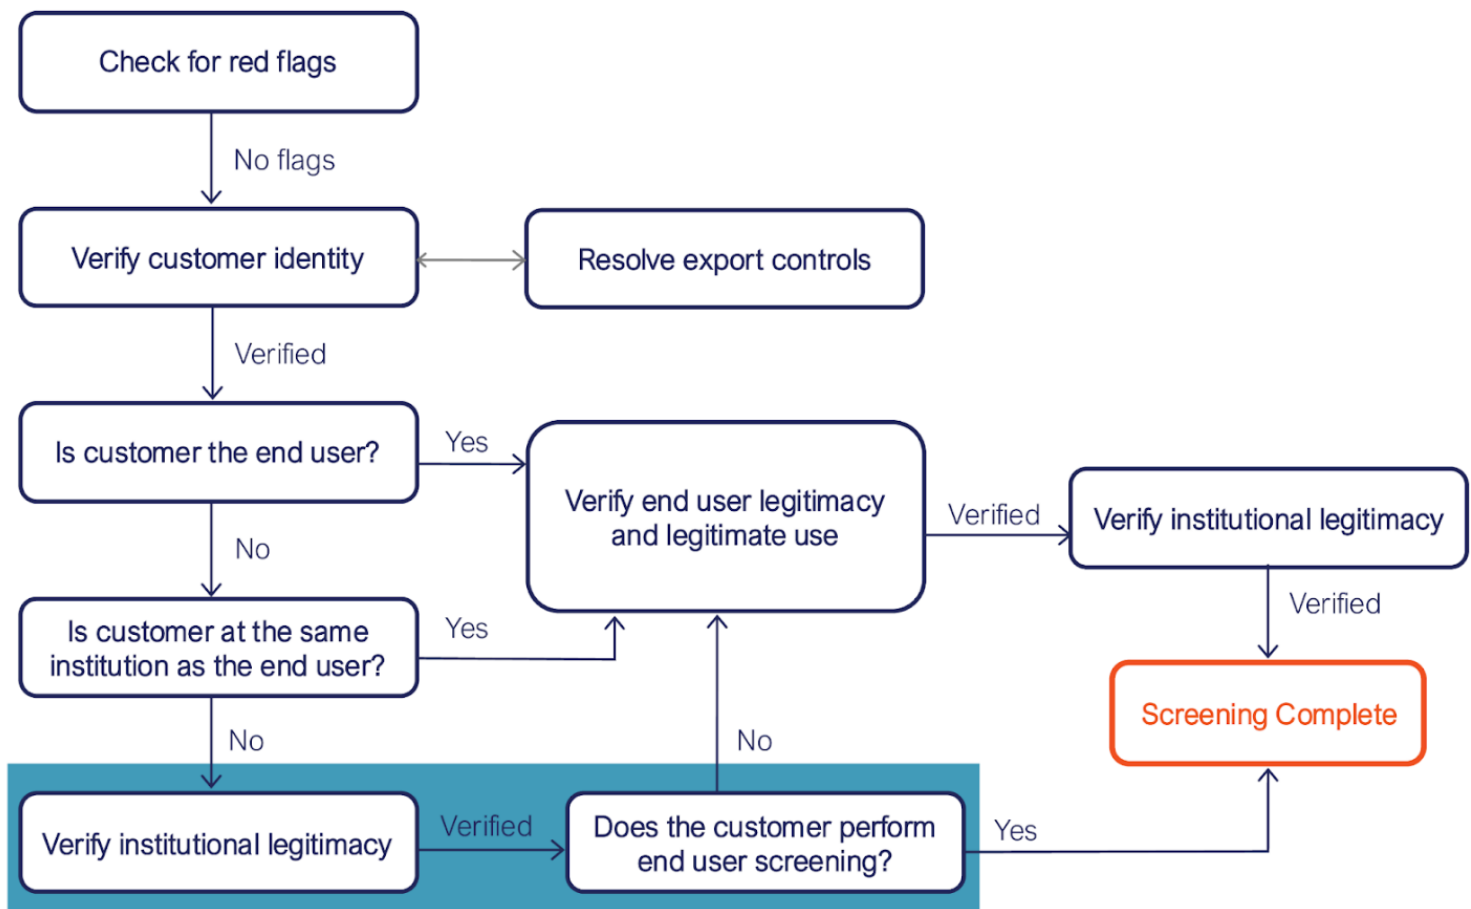 Check for red flags
No flags
Verify customer identity
Resolve export controls
Verified
Is customer the end user?
Yes
Verify end user legitimacy
and legitimate use
Verified
Verify institutional legitimacy
No
Verified
Is customer at the same
institution as the end user?
Yes
Screening Complete
No
No
Verify institutional legitimacy
Verified
Does the customer perform
end user screening?
Yes